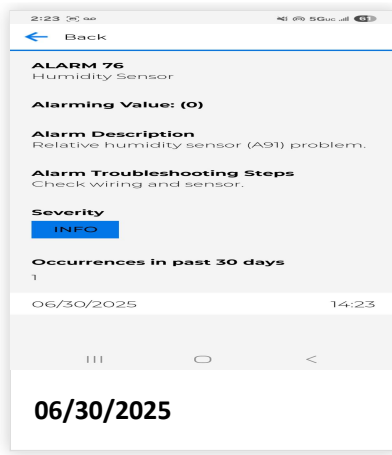 2:23
5Guc 61
Back
ALARM 76
Humidity Sensor
Alarming Value: (0)
Alarm Description
Relative humidity sensor (A91) problem.
Alarm Troubleshooting Steps
Check wiring and sensor.
Severity
INFO
Occurrences in past 30 days
1
06/30/2025 14:23
06/30/2025